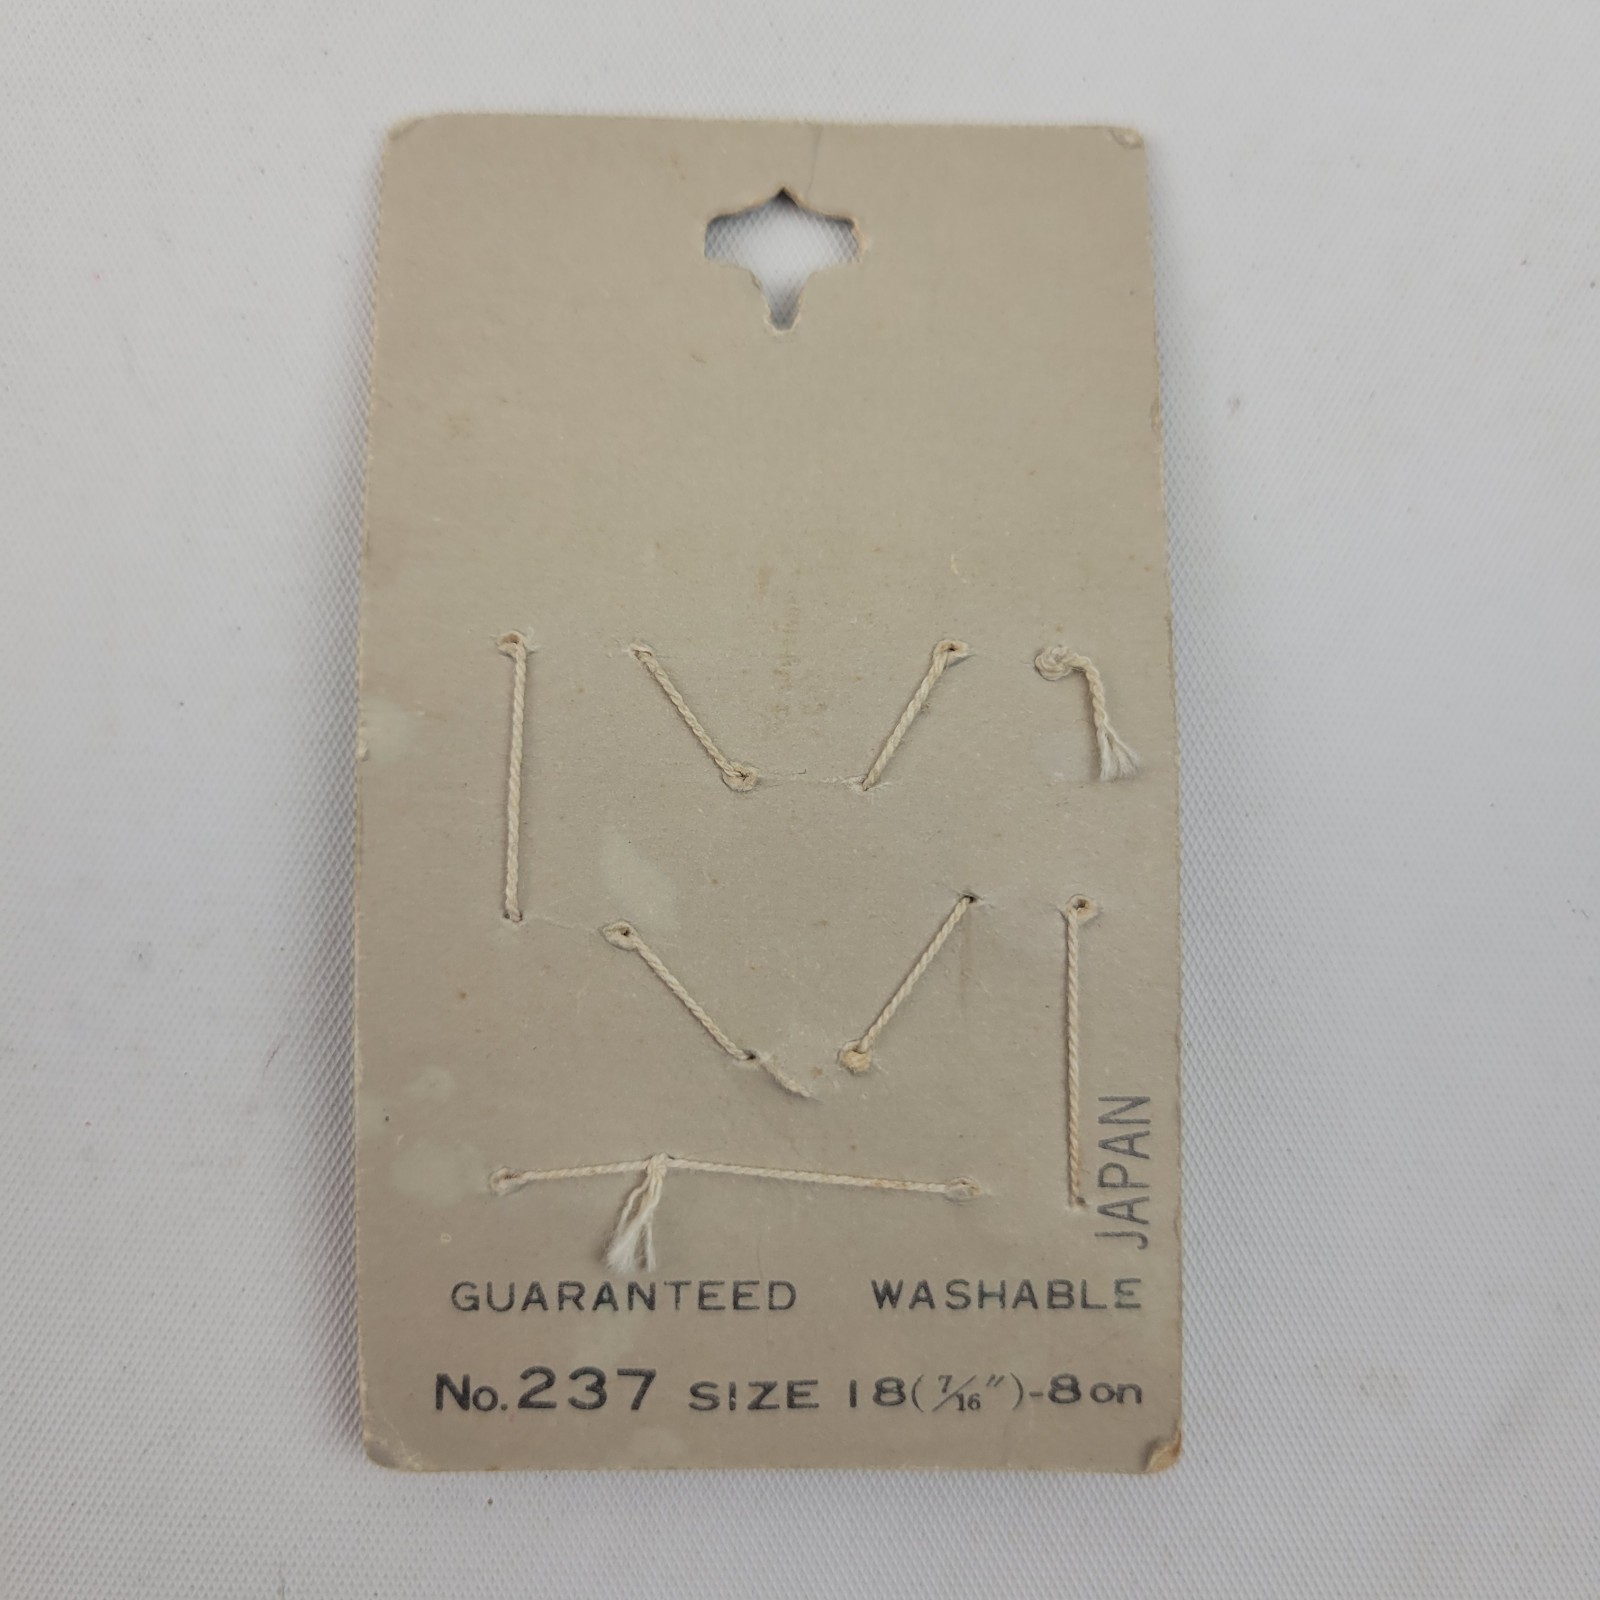 JAPAN
GUARANTEED WASHABLE
No. 237 SIZE 18(7/16″)-8 on